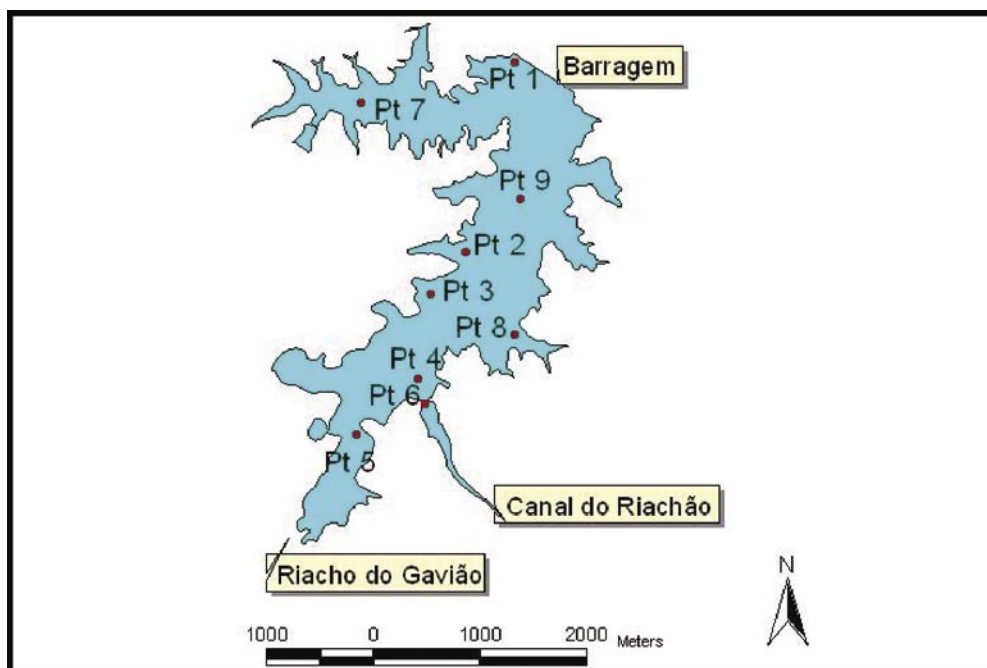 Barragem
Pt 1
Pt 7
Pt 9
Pt 2
Pt 3
Pt 8
Pt 4
Pt 6
Pt 5
Canal do Riachão
Riacho do Gavião
N
1000 0 1000 2000 Meters